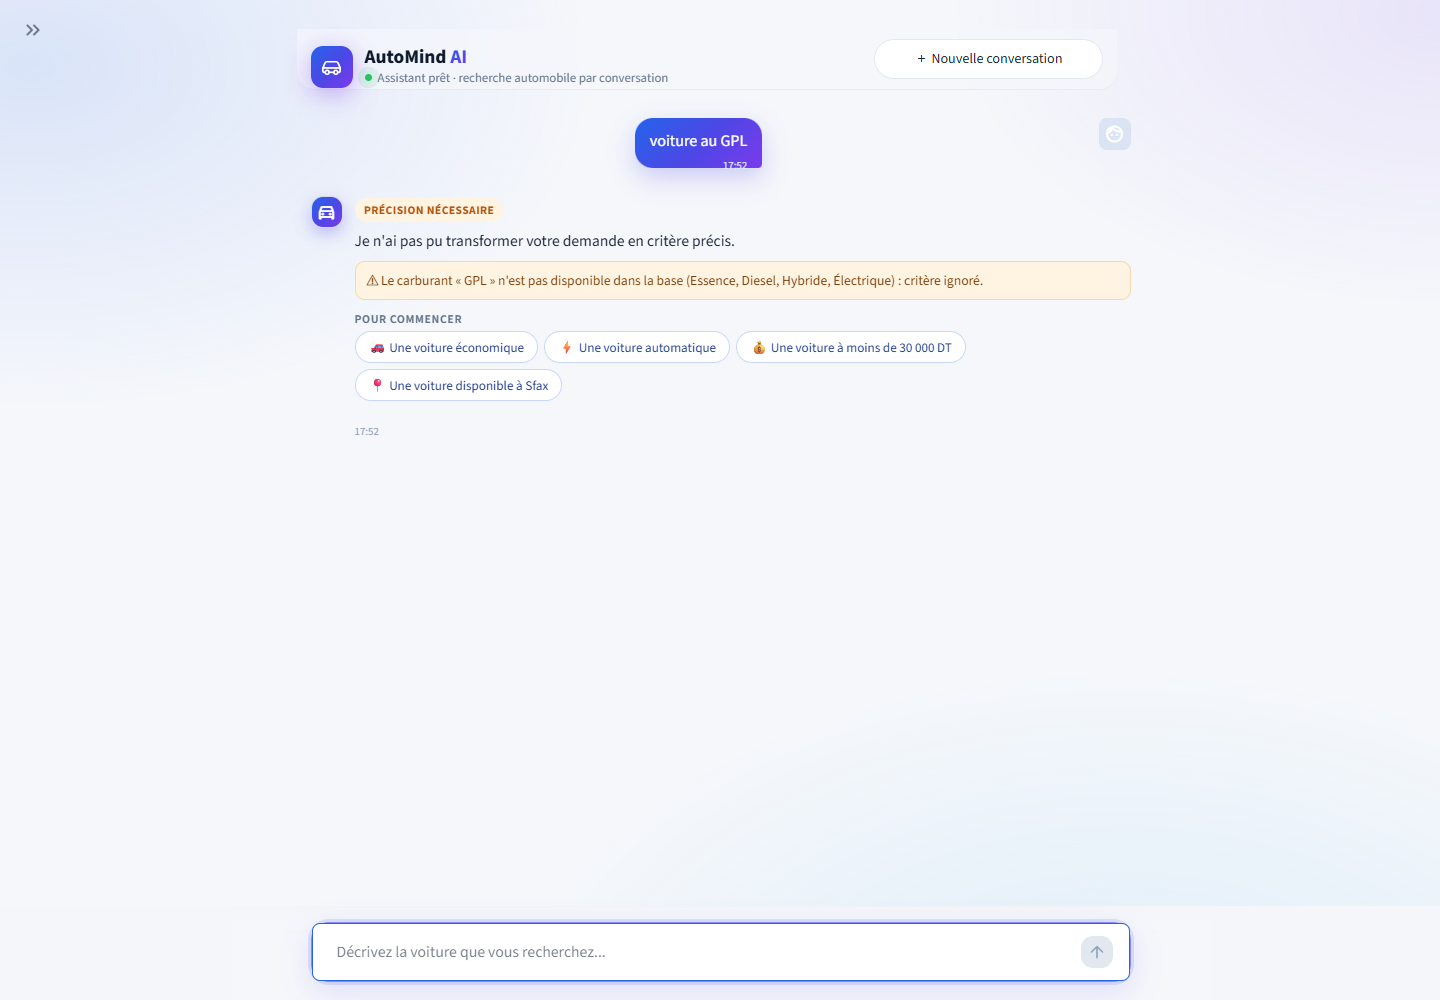 AutoMind AI
Assistant prêt · recherche automobile par conversation
+ Nouvelle conversation
voiture au GPL
17:52
PRÉCISION NÉCESSAIRE
Je n'ai pas pu transformer votre demande en critère précis.
⚠ Le carburant « GPL » n'est pas disponible dans la base (Essence, Diesel, Hybride, Électrique) : critère ignoré.
POUR COMMENCER
🚗 Une voiture économique
⚡ Une voiture automatique
💰 Une voiture à moins de 30 000 DT
📍 Une voiture disponible à Sfax
17:52
Décrivez la voiture que vous recherchez...